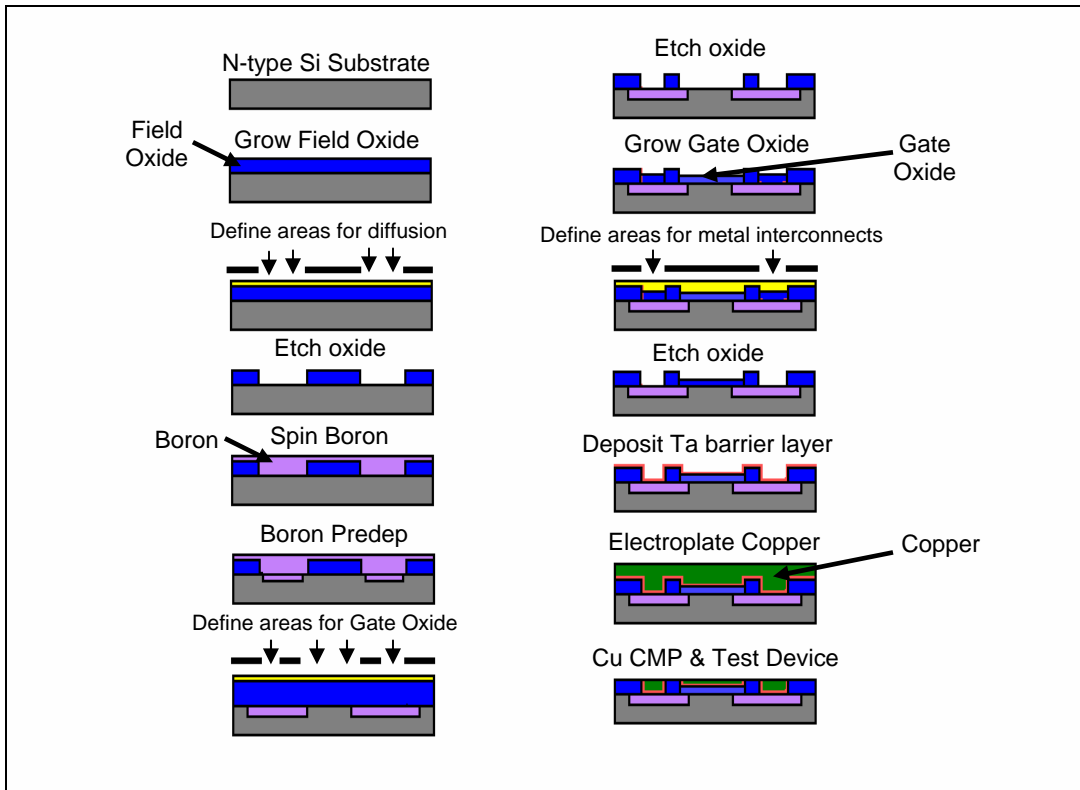 N-type Si Substrate
Field
Oxide
Grow Field Oxide
Define areas for diffusion
Etch oxide
Boron
Spin Boron
Boron Predep
Define areas for Gate Oxide
Etch oxide
Grow Gate Oxide
Gate
Oxide
Define areas for metal interconnects
Etch oxide
Deposit Ta barrier layer
Electroplate Copper
Copper
Cu CMP & Test Device